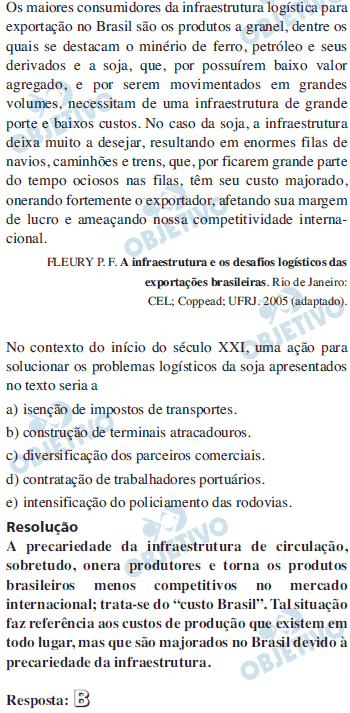 Os maiores consumidores da infraestrutura logística para
exportação no Brasil são os produtos a granel, dentre os
quais se destacam o minério de ferro, petróleo e seus
derivados e a soja, que, por possuírem baixo valor
agregado, e por serem movimentados em grandes
volumes, necessitam de uma infraestrutura de grande
porte e baixos custos. No caso da soja, a infraestrutura
deixa muito a desejar, resultando em enormes filas de
navios, caminhões e trens, que, por ficarem grande parte
do tempo ociosos nas filas, têm seu custo majorado,
onerando fortemente o exportador, afetando sua margem
de lucro e ameaçando nossa competitividade interna-
cional.
FLEURY P. F. A infraestrutura e os desafios logísticos das
exportações brasileiras. Rio de Janeiro:
CEL; Coppead; UFRJ. 2005 (adaptado).
No contexto do início do século XXI, uma ação para
solucionar os problemas logísticos da soja apresentados
no texto seria a
a) isenção de impostos de transportes.
b) construção de terminais atracadouros.
c) diversificação dos parceiros comerciais.
d) contratação de trabalhadores portuários.
e) intensificação do policiamento das rodovias.
Resolução
A precariedade da infraestrutura de circulação,
sobretudo, onera produtores e torna os produtos
brasileiros menos competitivos no mercado
internacional; trata-se do “custo Brasil”. Tal situação
faz referência aos custos de produção que existem em
todo lugar, mas que são majorados no Brasil devido à
precariedade da infraestrutura.
Resposta: B
OBJETIVO
OBJETIVO
OBJETIVO
OBJETIVO
OBJETIVO
OBJETIVO
OBJETIVO
OBJETIVO